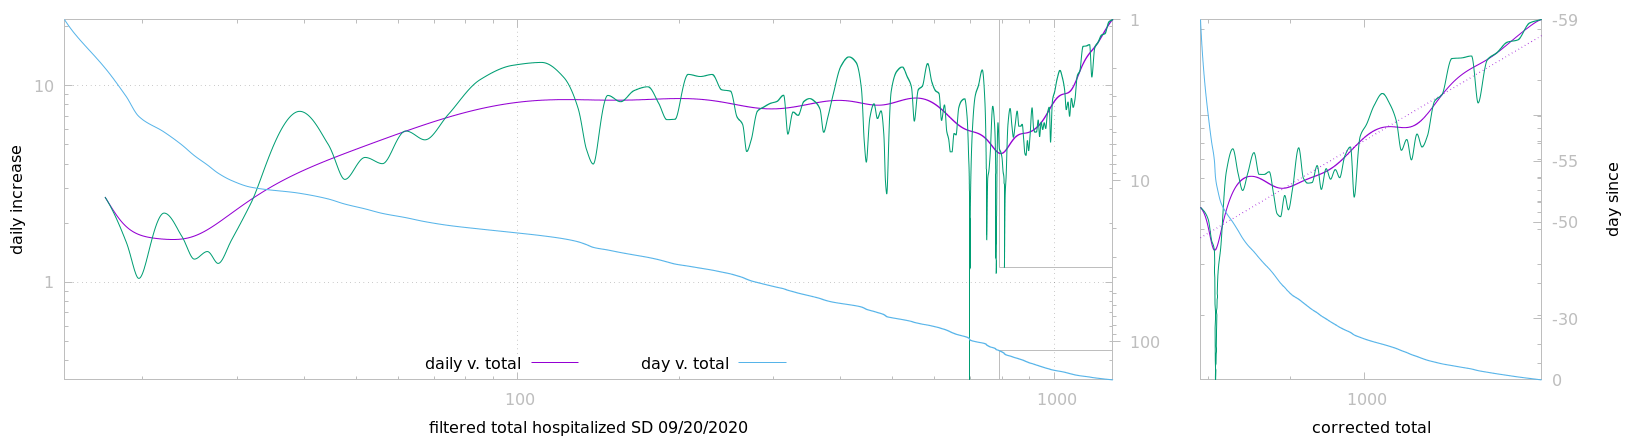 daily increase
10
1
daily v. total
day v. total
100
1000
filtered total hospitalized SD 09/20/2020
1
10
100
1000
corrected total
-59
-55
-50
-30
0
day since